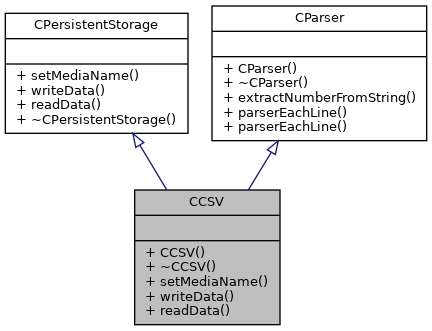 CPersistentStorage
+ setMediaName()
+ writeData()
+ readData()
+ ~CPersistentStorage()
CParser
+ CParser()
+ ~CParser()
+ extractNumberFromString()
+ parserEachLine()
+ parserEachLine()
CCSV
+ CCSV()
+ ~CCSV()
+ setMediaName()
+ writeData()
+ readData()